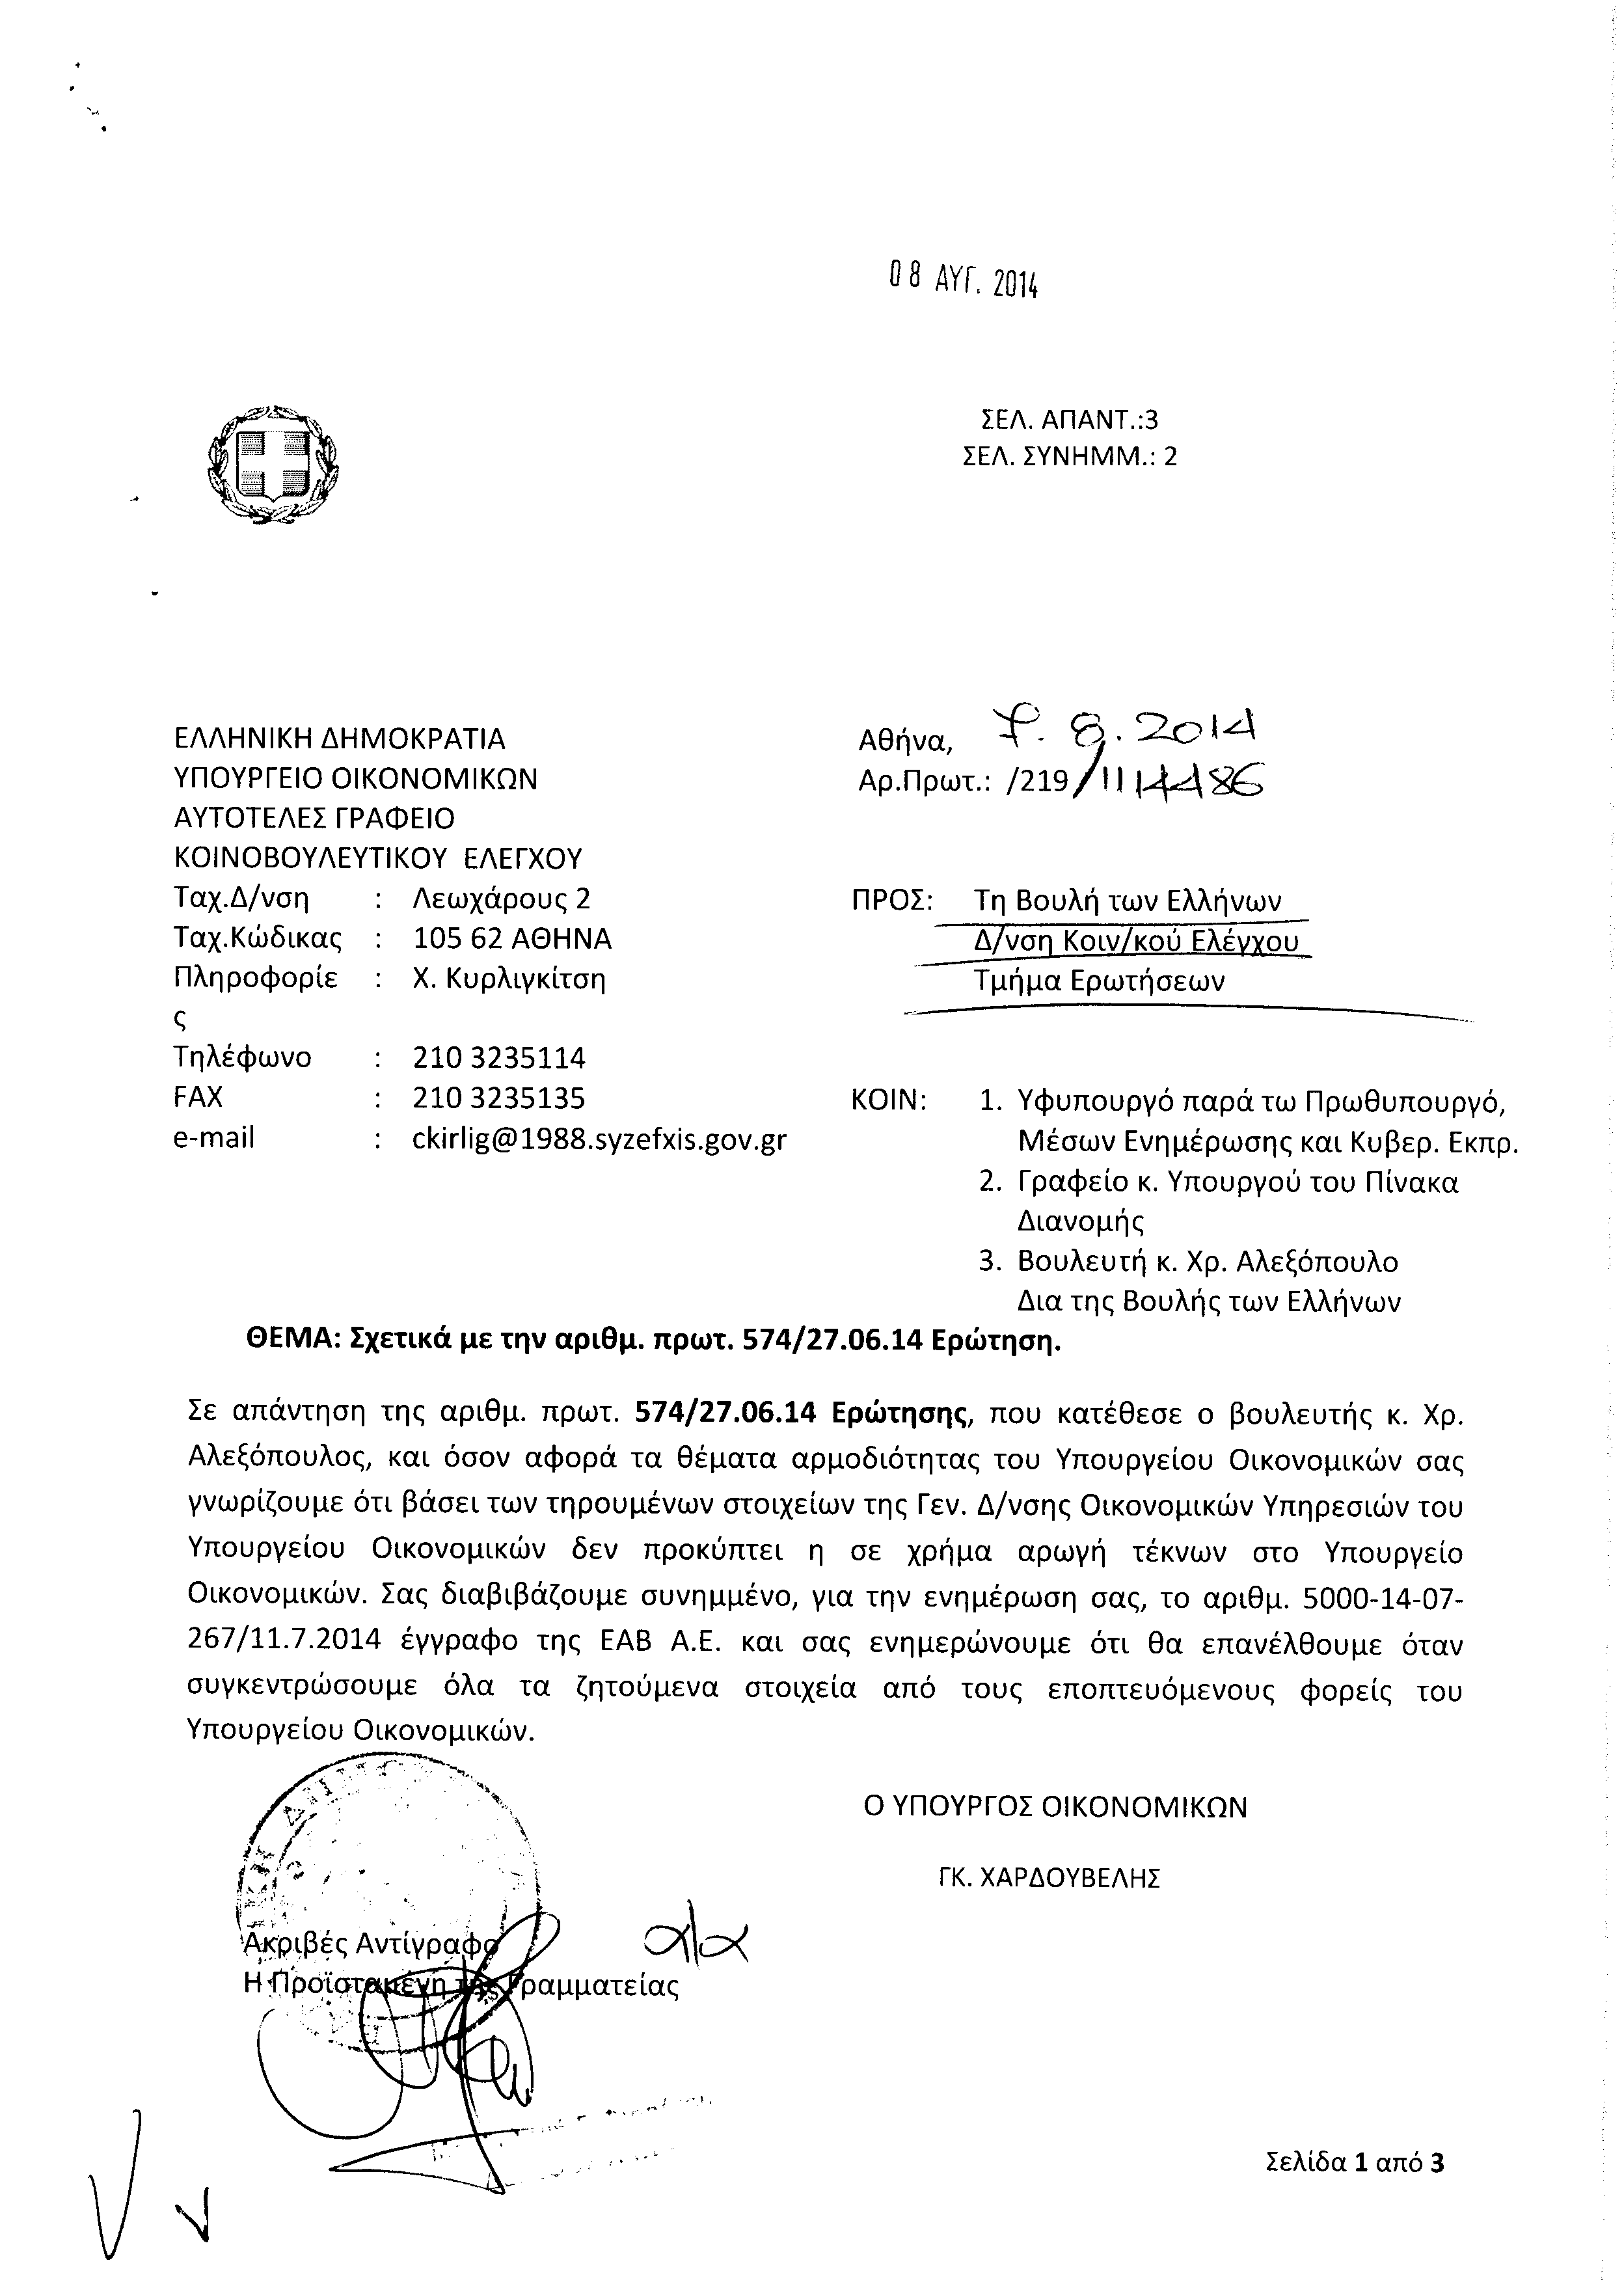 08 ΑΥΓ. 2014
ΣΕΛ. ΑΠΑΝΤ.:3
ΣΕΛ. ΣΥΝΗΜΜ.: 2
ΕΛΛΗΝΙΚΗ ΔΗΜΟΚΡΑΤΙΑ
ΥΠΟΥΡΓΕΙΟ ΟΙΚΟΝΟΜΙΚΩΝ
ΑΥΤΟΤΕΛΕΣ ΓΡΑΦΕΙΟ
ΚΟΙΝΟΒΟΥΛΕΥΤΙΚΟΥ ΕΛΕΓΧΟΥ
Ταχ.Δ/νση : Λεωχάρους 2
Ταχ.Κώδικας : 105 62 ΑΘΗΝΑ
Πληροφορίε : Χ. Κυρλιγκίτση
ς
Τηλέφωνο : 210 3235114
FAX : 210 3235135
e-mail : ckirlig@1988.syzefxis.gov.gr
Αθήνα, 7.8.2014
Αρ.Πρωτ.: /219/1114486
ΠΡΟΣ: Τη Βουλή των Ελλήνων
Δ/νση Κοιν/κού Ελέγχου
Τμήμα Ερωτήσεων
ΚΟΙΝ: 1. Υφυπουργό παρά τω Πρωθυπουργό,
Μέσων Ενημέρωσης και Κυβερ. Εκπρ.
2. Γραφείο κ. Υπουργού του Πίνακα
Διανομής
3. Βουλευτή κ. Χρ. Αλεξόπουλο
Δια της Βουλής των Ελλήνων
ΘΕΜΑ: Σχετικά με την αριθμ. πρωτ. 574/27.06.14 Ερώτηση.
Σε απάντηση της αριθμ. πρωτ. 574/27.06.14 Ερώτησης, που κατέθεσε ο βουλευτής κ. Χρ.
Αλεξόπουλος, και όσον αφορά τα θέματα αρμοδιότητας του Υπουργείου Οικονομικών σας
γνωρίζουμε ότι βάσει των τηρουμένων στοιχείων της Γεν. Δ/νσης Οικονομικών Υπηρεσιών του
Υπουργείου Οικονομικών δεν προκύπτει η σε χρήμα αρωγή τέκνων στο Υπουργείο
Οικονομικών. Σας διαβιβάζουμε συνημμένο, για την ενημέρωση σας, το αριθμ. 5000-14-07-
267/11.7.2014 έγγραφο της ΕΑΒ Α.Ε. και σας ενημερώνουμε ότι θα επανέλθουμε όταν
συγκεντρώσουμε όλα τα ζητούμενα στοιχεία από τους εποπτευόμενους φορείς του
Υπουργείου Οικονομικών.
Ο ΥΠΟΥΡΓΟΣ ΟΙΚΟΝΟΜΙΚΩΝ
ΓΚ. ΧΑΡΔΟΥΒΕΛΗΣ
Ακριβές Αντίγραφο
α/α
Η Προϊσταμένη της Γραμματείας
Σελίδα 1 από 3